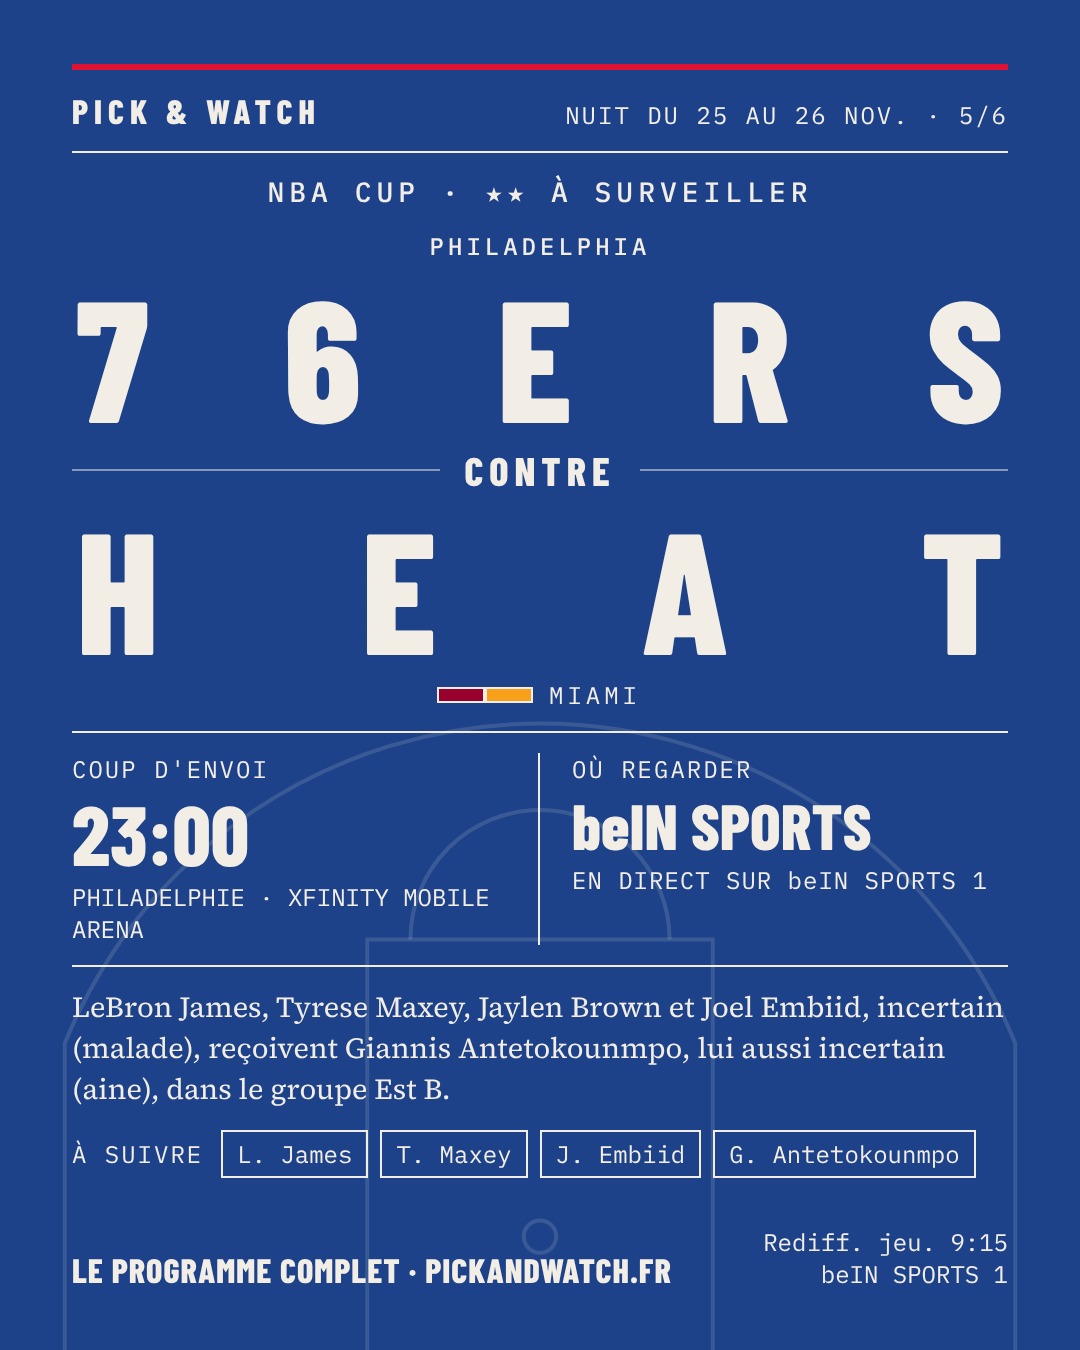 PICK & WATCH
NUIT DU 25 AU 26 NOV. · 5/6
NBA CUP · ★★ À SURVEILLER
PHILADELPHIA
76ERS
CONTRE
HEAT
MIAMI
COUP D'ENVOI
23:00
PHILADELPHIE · XFINITY MOBILE
ARENA
OÙ REGARDER
beIN SPORTS
EN DIRECT SUR beIN SPORTS 1
LeBron James, Tyrese Maxey, Jaylen Brown et Joel Embiid, incertain
(malade), reçoivent Giannis Antetokounmpo, lui aussi incertain
(aine), dans le groupe Est B.
À SUIVRE L. James T. Maxey J. Embiid G. Antetokounmpo
LE PROGRAMME COMPLET · PICKANDWATCH.FR
Rediff. jeu. 9:15
beIN SPORTS 1